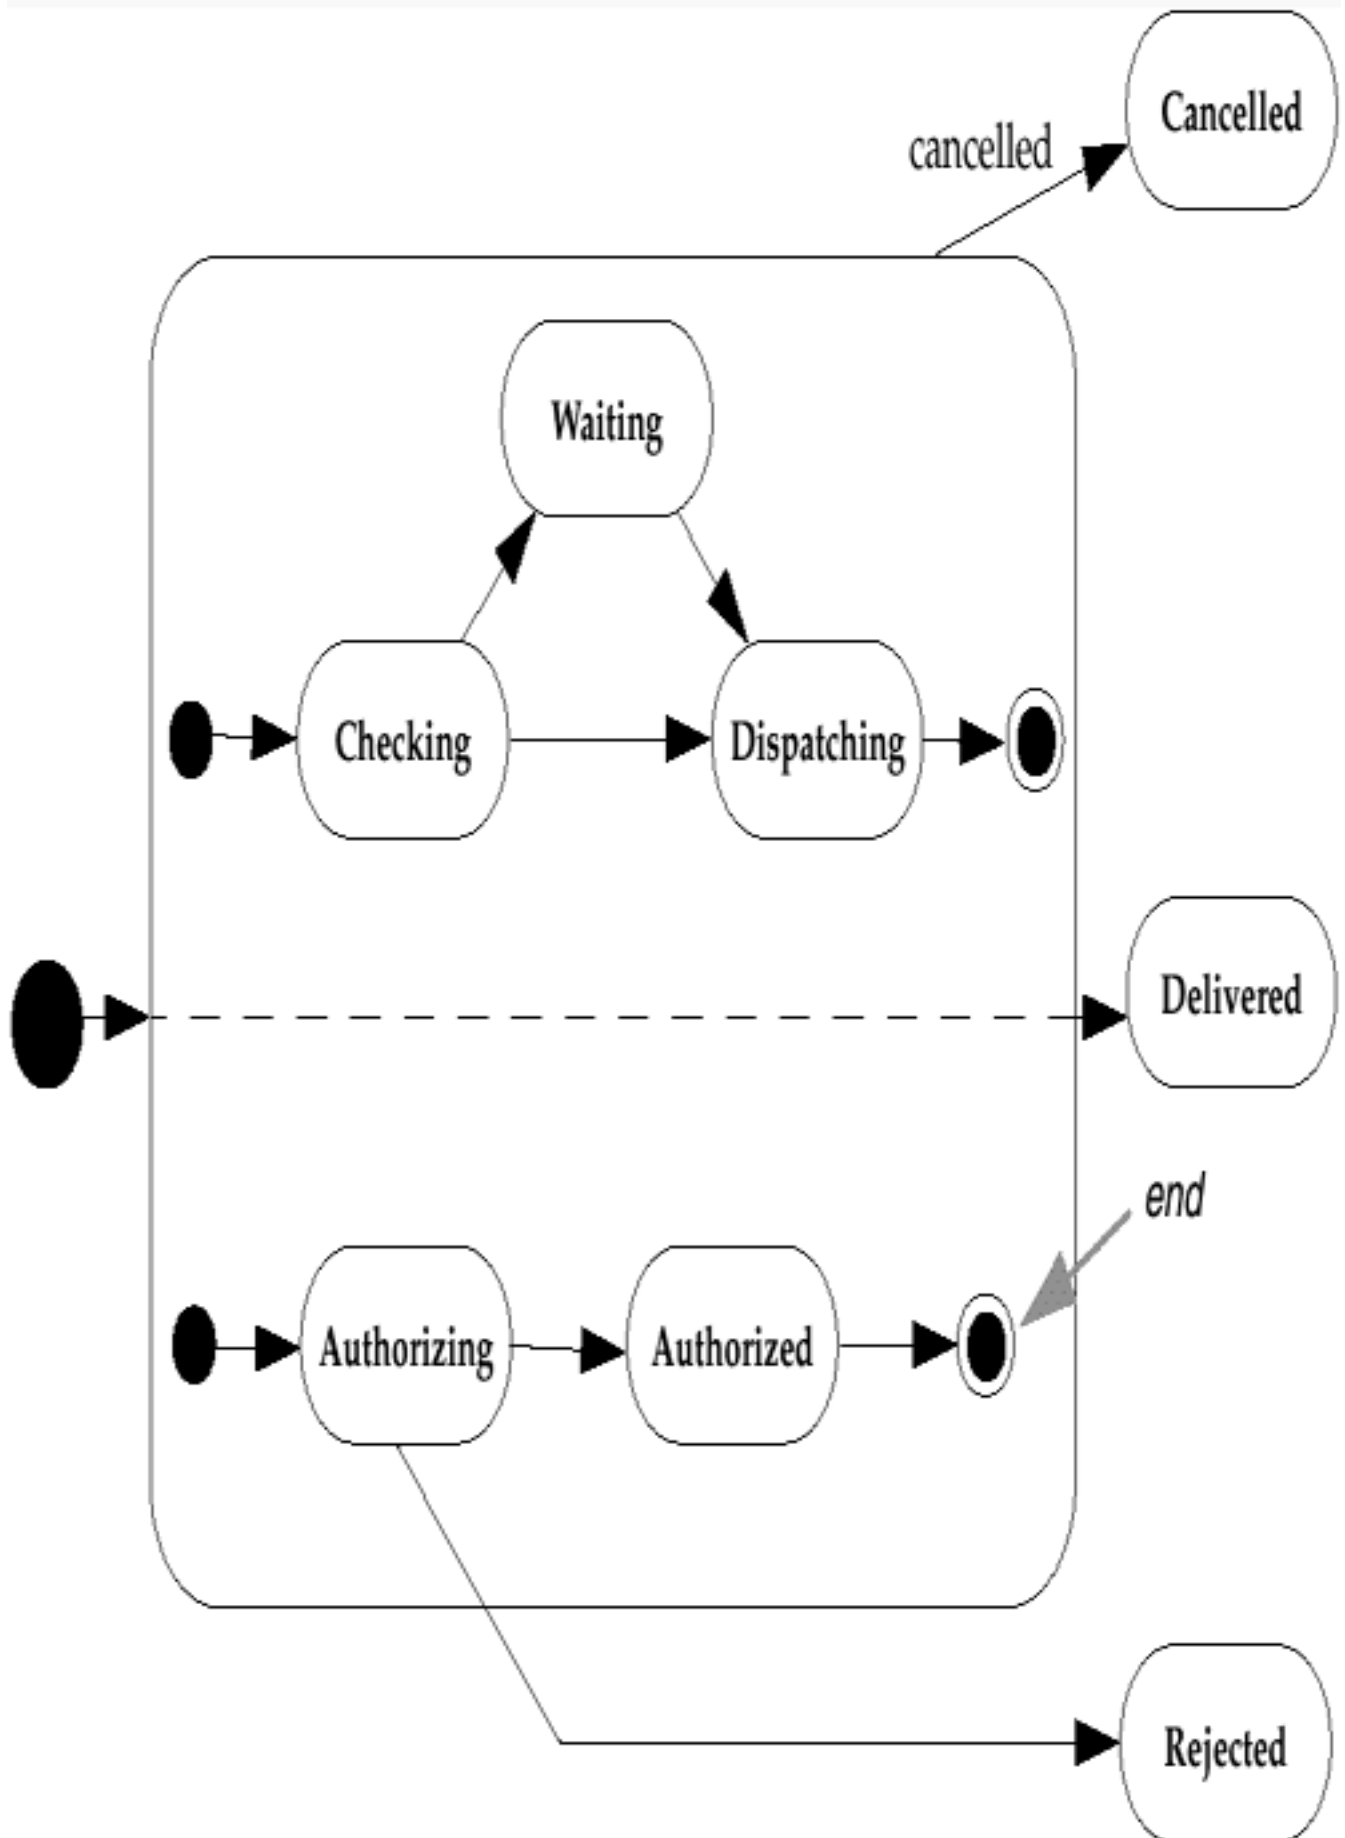 Cancelled
cancelled
Waiting
Checking
Dispatching
Delivered
end
Authorizing
Authorized
Rejected